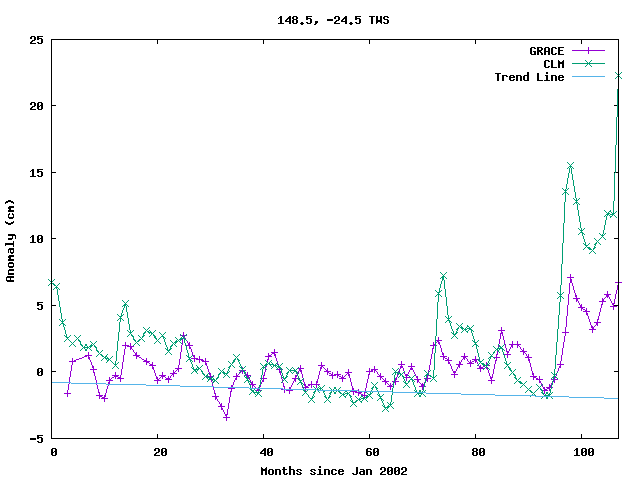 148.5, -24.5 TWS
GRACE
CLM
Trend Line
Anomaly (cm)
25
20
15
10
5
0
-5
0 20 40 60 80 100
Months since Jan 2002